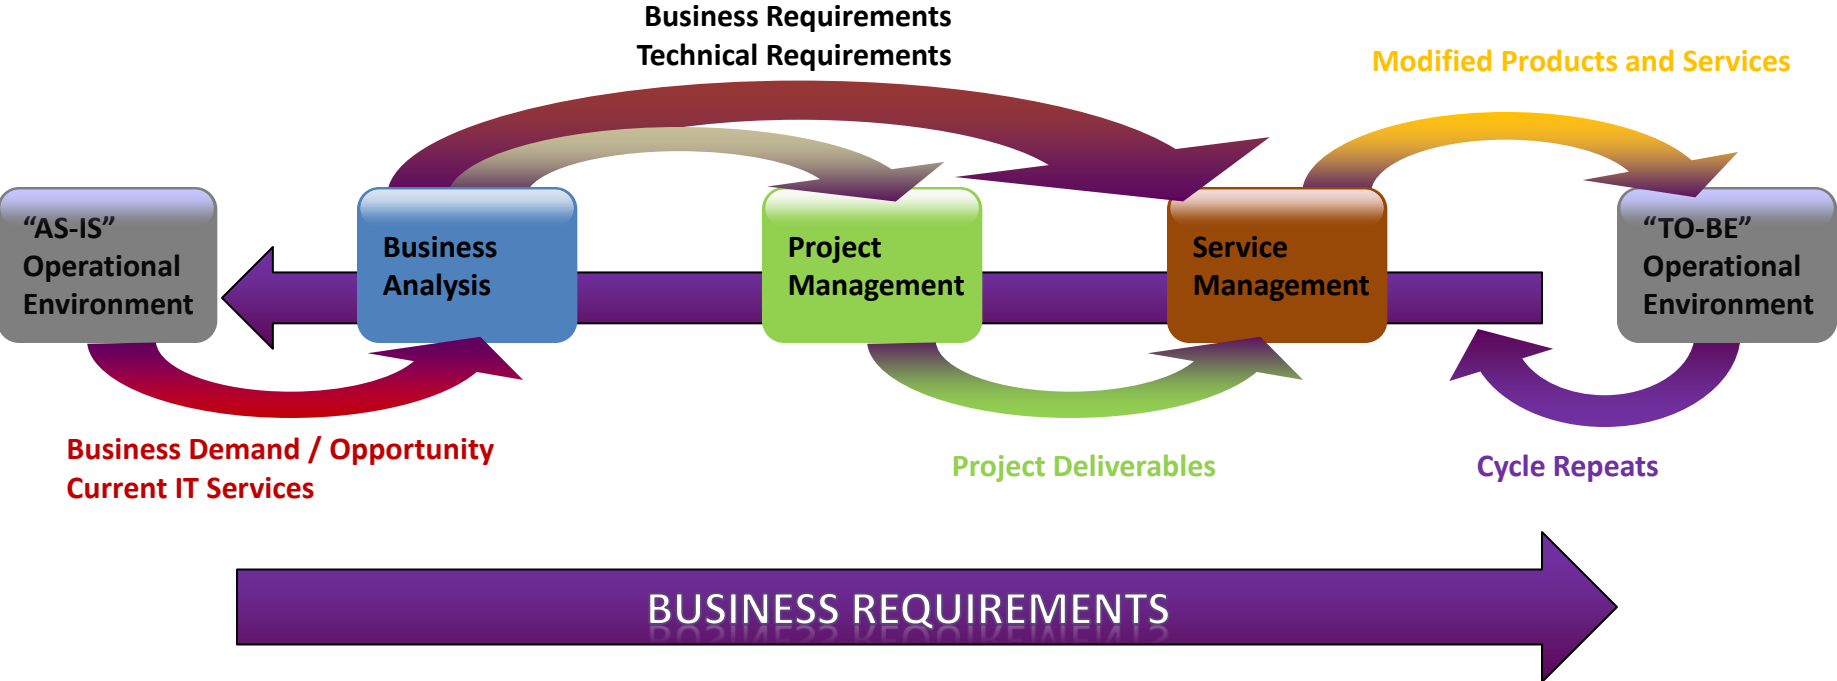 Business Requirements
Technical Requirements
Modified Products and Services
“AS-IS”
Operational
Environment
Business
Analysis
Project
Management
Service
Management
“TO-BE”
Operational
Environment
Business Demand / Opportunity
Current IT Services
Project Deliverables
Cycle Repeats
BUSINESS REQUIREMENTS